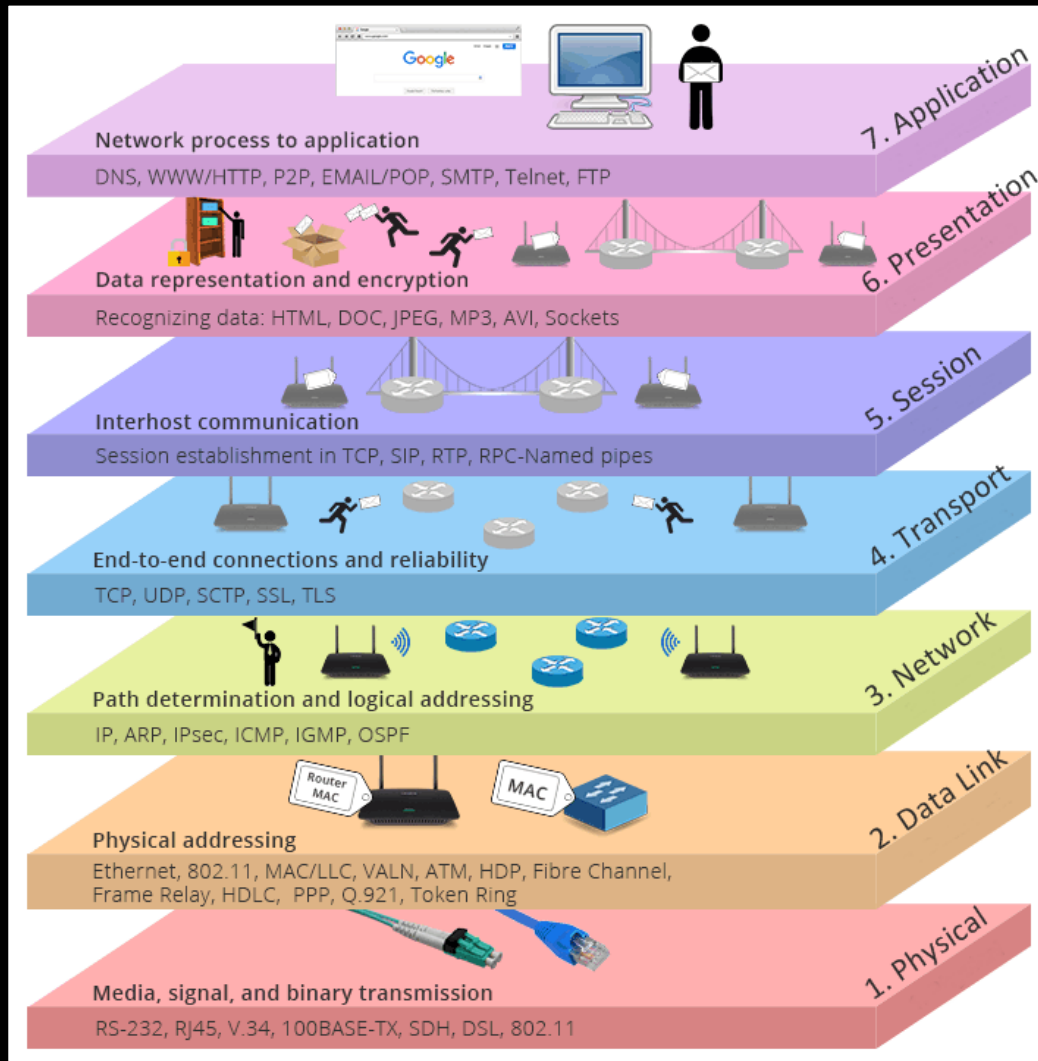 Google
7. Application
Network process to application
DNS, WWW/HTTP, P2P, EMAIL/POP, SMTP, Telnet, FTP
6. Presentation
Data representation and encryption
Recognizing data: HTML, DOC, JPEG, MP3, AVI, Sockets
5. Session
Interhost communication
Session establishment in TCP, SIP, RTP, RPC-Named pipes
4. Transport
End-to-end connections and reliability
TCP, UDP, SCTP, SSL, TLS
3. Network
Path determination and logical addressing
IP, ARP, IPsec, ICMP, IGMP, OSPF
Router
MAC
MAC
2. Data Link
Physical addressing
Ethernet, 802.11, MAC/LLC, VALN, ATM, HDP, Fibre Channel,
Frame Relay, HDLC, PPP, Q.921, Token Ring
1. Physical
Media, signal, and binary transmission
RS-232, RJ45, V.34, 100BASE-TX, SDH, DSL, 802.11